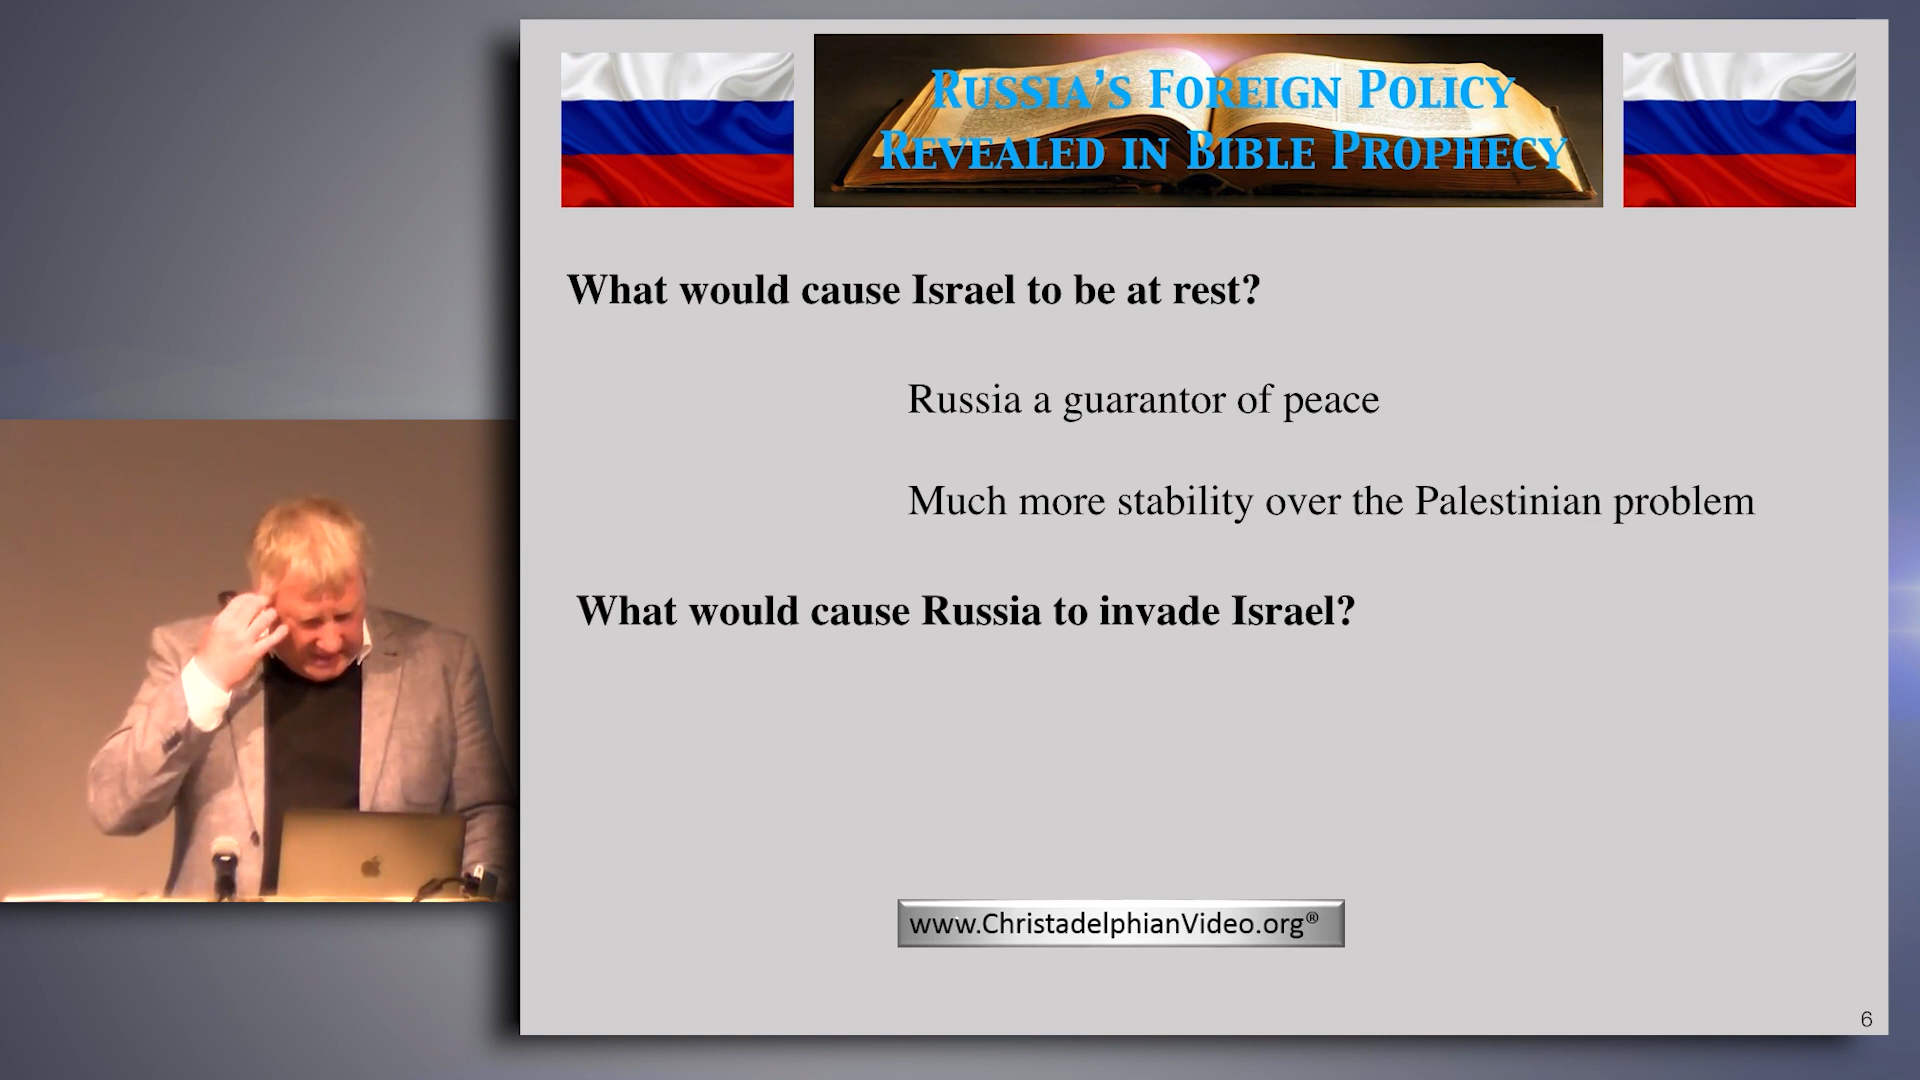 Russia's Foreign Policy
Revealed in Bible Prophecy
What would cause Israel to be at rest?
Russia a guarantor of peace
Much more stability over the Palestinian problem
What would cause Russia to invade Israel?
www.ChristadelphianVideo.org®
6